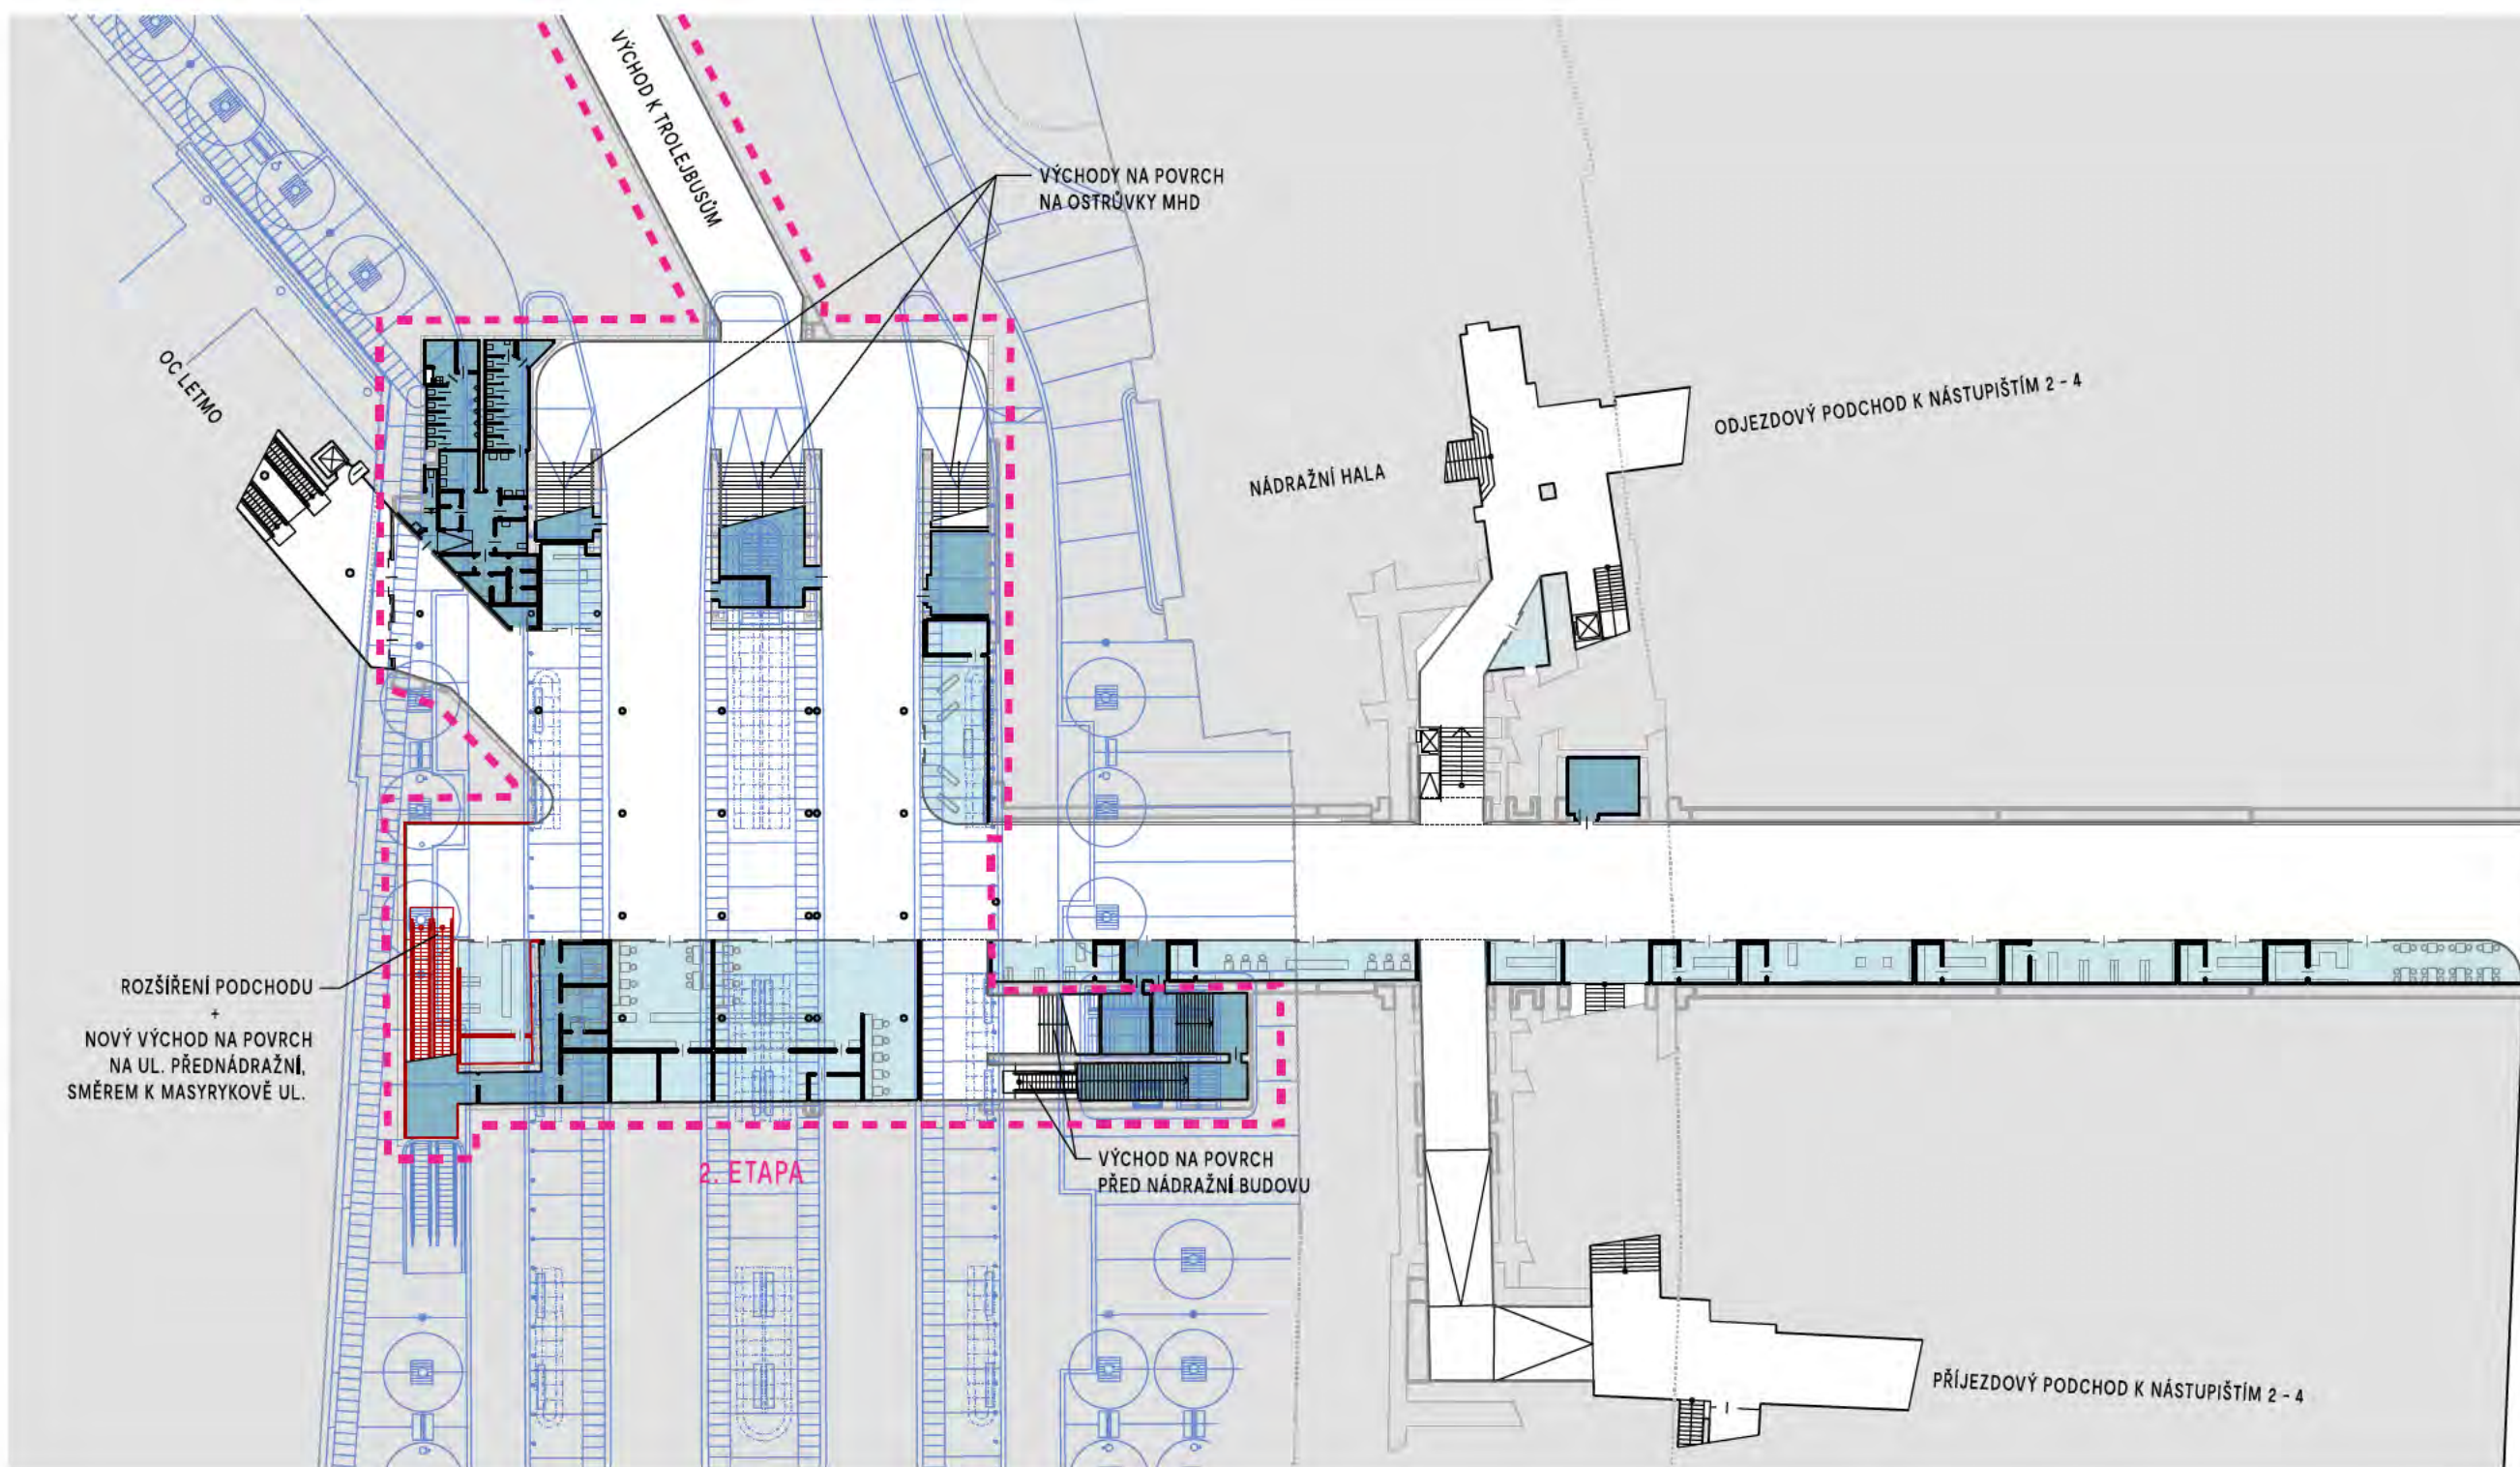 VÝCHOD K TROLEJBUSŮM
VÝCHODY NA POVRCH
NA OSTRŮVKY MHD
OC LETMO
NÁDRAŽNÍ HALA
ODJEZDOVÝ PODCHOD K NÁSTUPIŠTÍM 2 - 4
ROZŠÍŘENÍ PODCHODU
+
NOVÝ VÝCHOD NA POVRCH
NA UL. PŘEDNÁDRAŽNÍ,
SMĚREM K MASYRYKOVĚ UL.
2. ETAPA
VÝCHOD NA POVRCH
PŘED NÁDRAŽNÍ BUDOVU
PŘÍJEZDOVÝ PODCHOD K NÁSTUPIŠTÍM 2 - 4